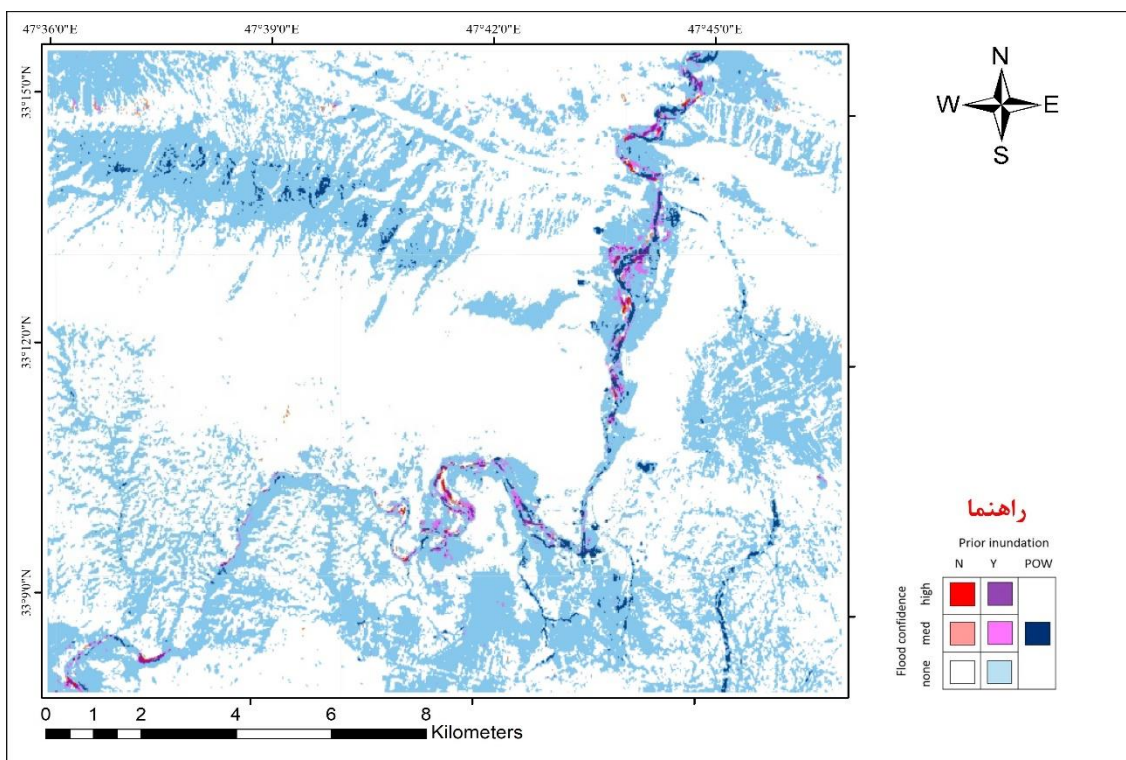 47°36'0"E 47°39'0"E 47°42'0"E 47°45'0"E
33°15'0"N
33°12'0"N
33°9'0"N
N
W E
S
راهنما
Prior inundation
N Y POW
Flood confidence
high
med
none
0 1 2 4 6 8
Kilometers